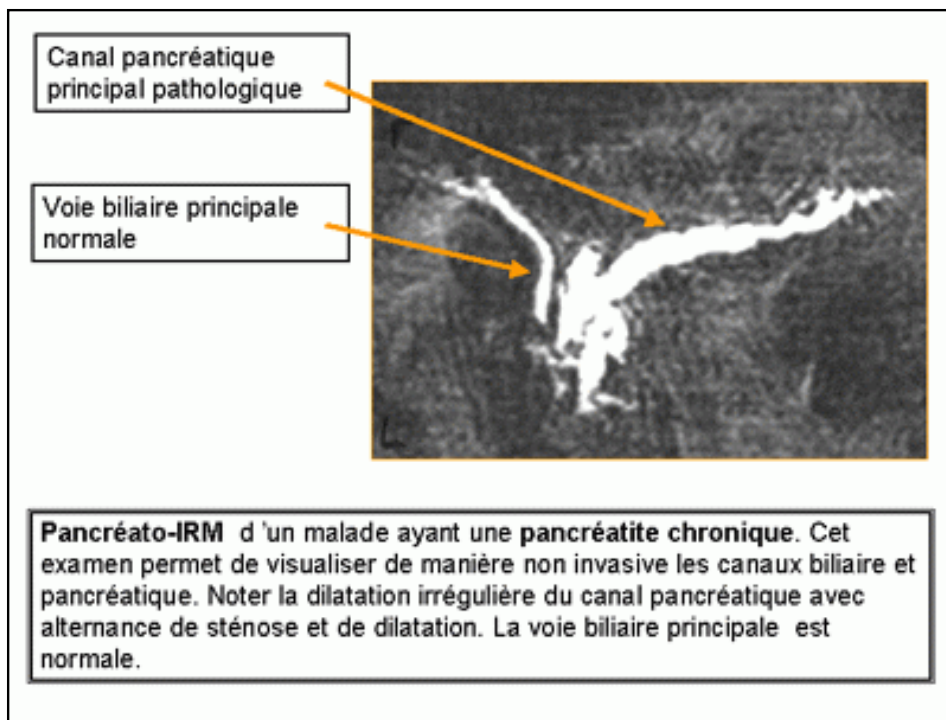 Canal pancréatique
principal pathologique
Voie biliaire principale
normale
Pancréato-IRM d 'un malade ayant une pancréatite chronique. Cet
examen permet de visualiser de manière non invasive les canaux biliaire et
pancréatique. Noter la dilatation irrégulière du canal pancréatique avec
alternance de sténose et de dilatation. La voie biliaire principale est
normale.